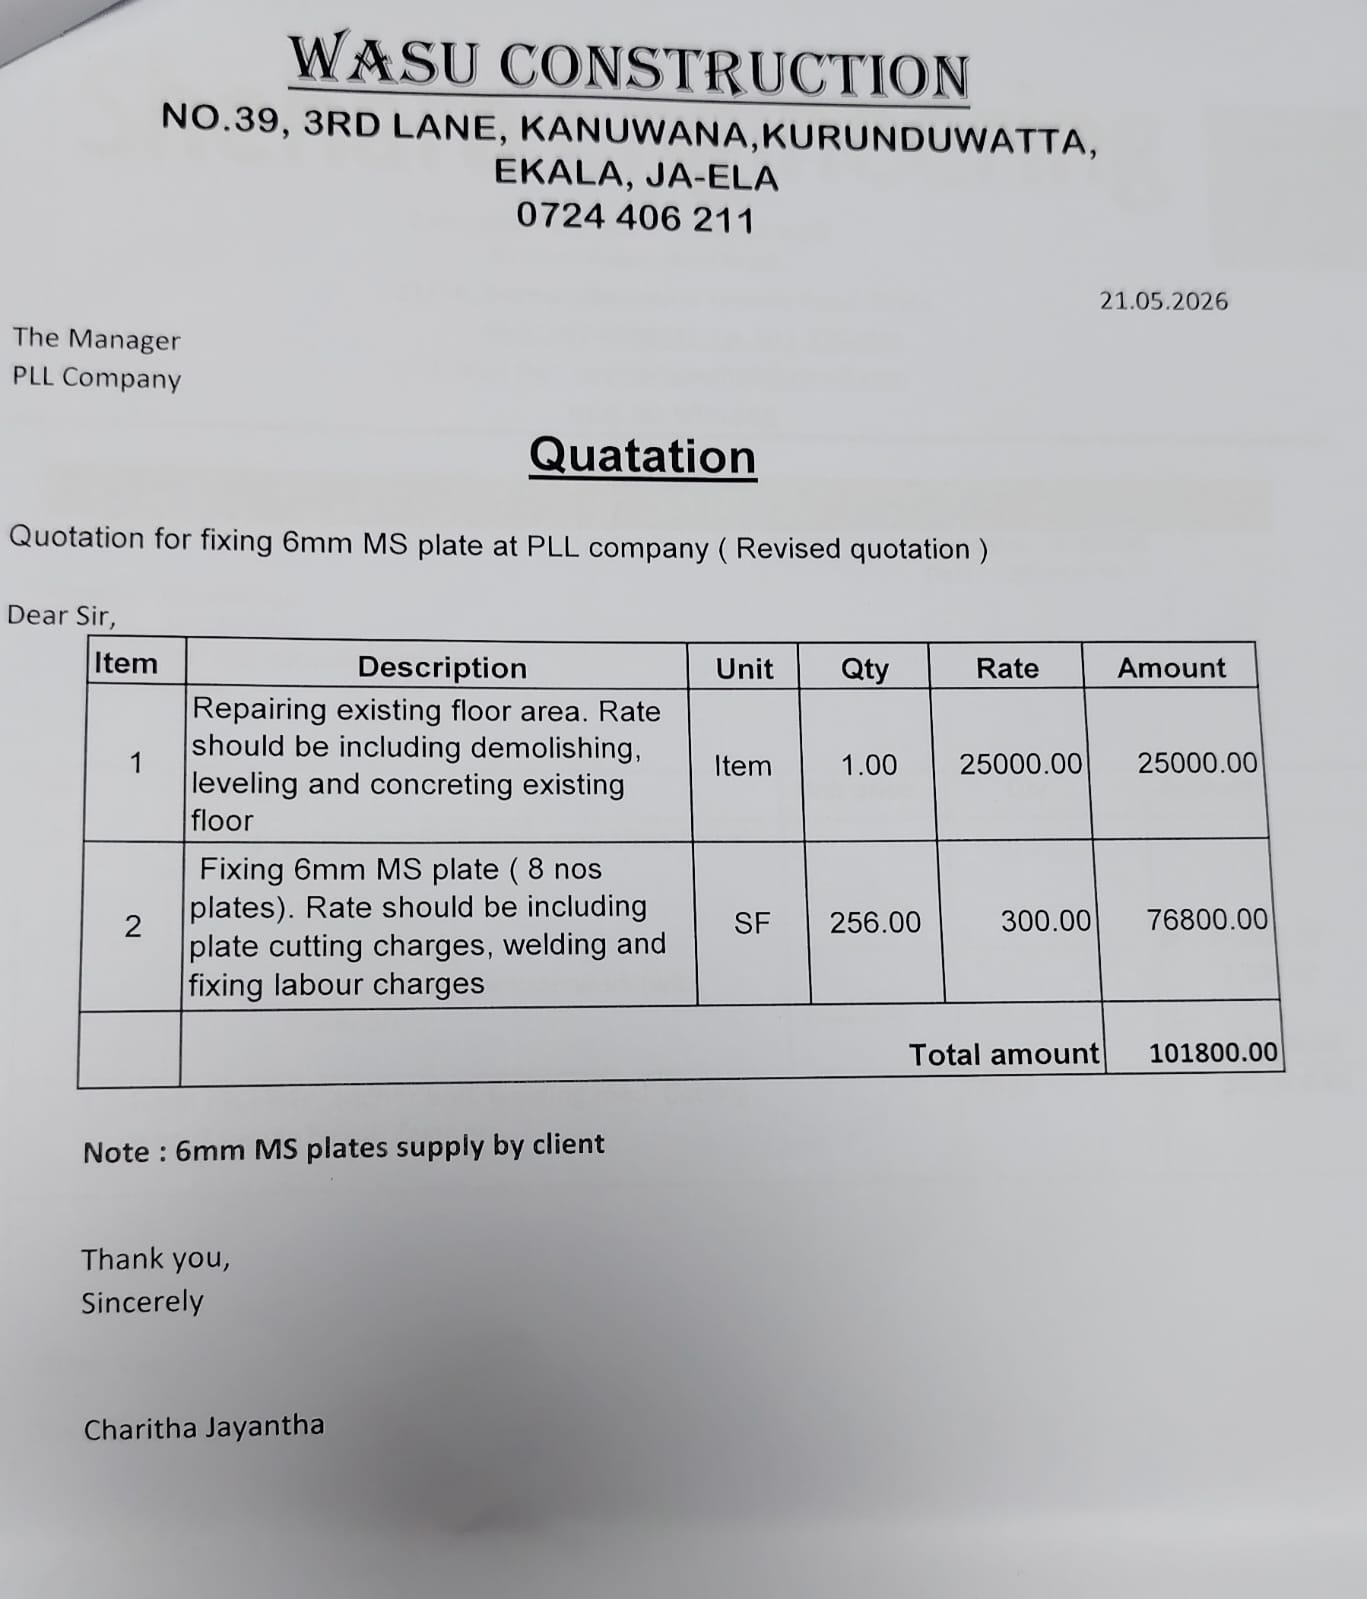 WASU CONSTRUCTION
NO.39, 3RD LANE, KANUWANA,KURUNDUWATTA,
EKALA, JA-ELA
0724 406 211
21.05.2026
The Manager
PLL Company
Quatation
Quotation for fixing 6mm MS plate at PLL company ( Revised quotation )
Dear Sir,
Item Description Unit Qty Rate Amount
1 Repairing existing floor area. Rate
should be including demolishing,
leveling and concreting existing
floor Item 1.00 25000.00 25000.00
2 Fixing 6mm MS plate ( 8 nos
plates). Rate should be including
plate cutting charges, welding and
fixing labour charges SF 256.00 300.00 76800.00
Total amount 101800.00
Note : 6mm MS plates supply by client
Thank you,
Sincerely
Charitha Jayantha